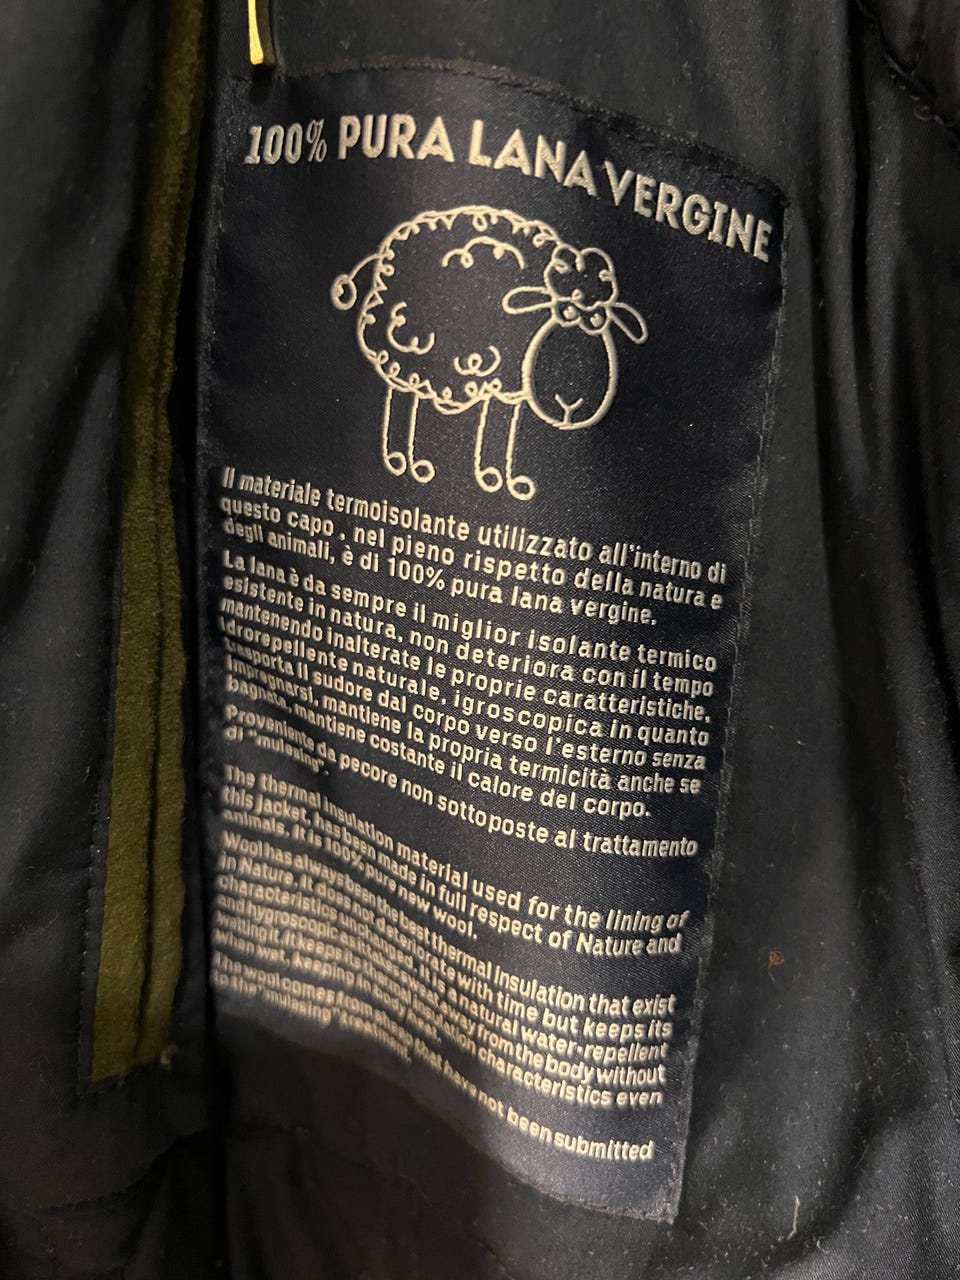 100% PURA LANA VERGINE
Il materiale termoisolante utilizzato all'interno di
questo capo , nel pieno rispetto della natura e
degli animali, è di 100% pura lana vergine.
La lana è da sempre il miglior isolante termico
esistente in natura, non deteriora con il tempo
mantenendo inalterate le proprie caratteristiche.
Idrorepellente naturale, igroscopica in quanto
trasporta il sudore dal corpo verso l'esterno senza
impregnarsi, mantiene la propria termicità anche se
bagnata, mantiene costante il calore del corpo.
Proveniente da pecore non sottoposte al trattamento
di "mulesing".
The thermal insulation material used for the lining of
this jacket, has been made in full respect of Nature and
animals. It is 100% pure new wool.
Wool has always been the best thermal insulation that exist
in Nature. It does not deteriorate with time but keeps its
characteristics unchanged. It is a natural water-repellent
and hygroscopic as it from the body without
wetting it. It keeps its thermal characteristics even
when wet, keeping
The wool comes from sheep that have not been submitted
to the "mulesing" treatment.